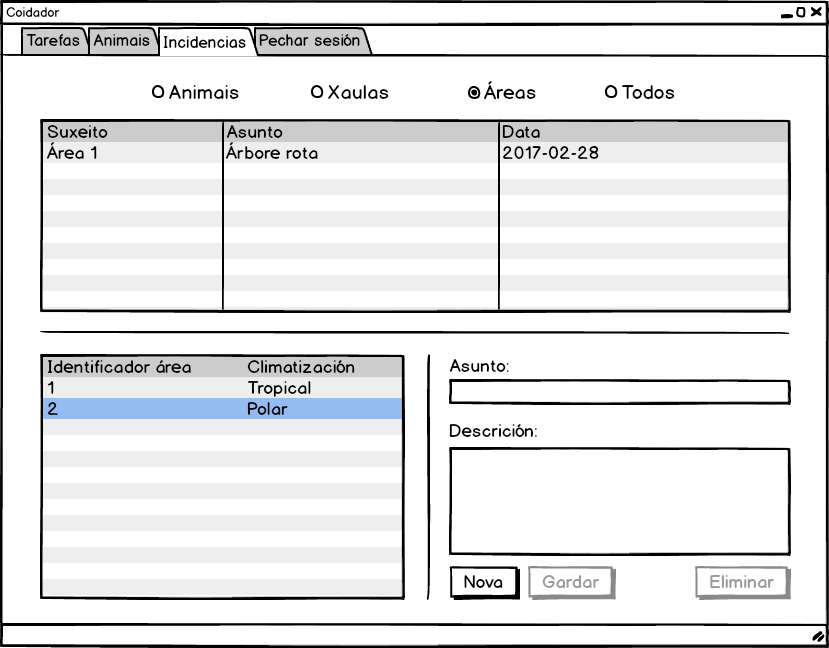 Coidador
Tarefas Animais Incidencias Pechar sesión
Animais Xaulas Áreas Todos
Suxeito Asunto Data
Área 1 Árbore rota 2017-02-28
Identificador área Climatización
1 Tropical
2 Polar
Asunto:
Descrición:
Nova Gardar Eliminar